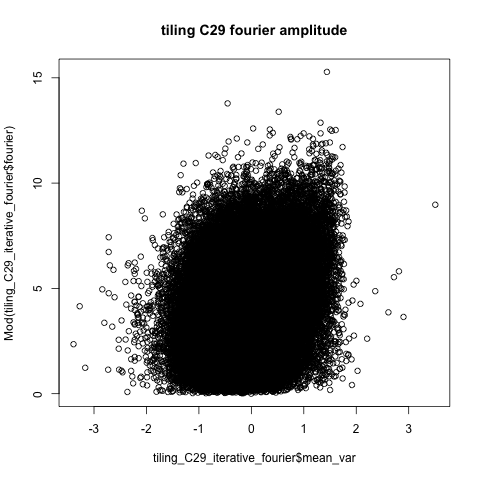 tiling C29 fourier amplitude
Mod(tiling_C29_iterative_fourier$fourier)
15
10
5
0
-3 -2 -1 0 1 2 3
tiling_C29_iterative_fourier$mean_var